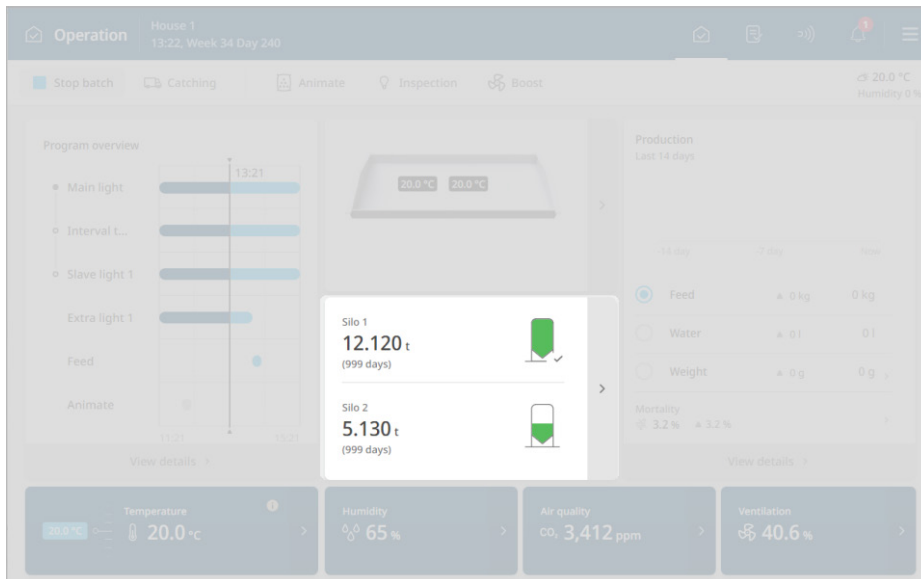 Operation
House 1
13:22, Week 34 Day 240
1
Stop batch
Catching
Animate
Inspection
Boost
20.0 °C
Humidity 0 %
Program overview
13:21
Main light
Interval t...
Slave light 1
Extra light 1
Feed
Animate
11:21
15:21
View details
20.0 °C
20.0 °C
Silo 1
12.120 t
(999 days)
Silo 2
5.130 t
(999 days)
Production
Last 14 days
-14 day
-7 day
now
Feed
0 kg
0 kg
Water
0 l
0 l
Weight
0 g
0 g
Mortality
3.2 %
3.2 %
View details
Temperature
20.0 °C
20.0 °C
Humidity
65 %
Air quality
CO₂ 3,412 ppm
Ventilation
40.6 %